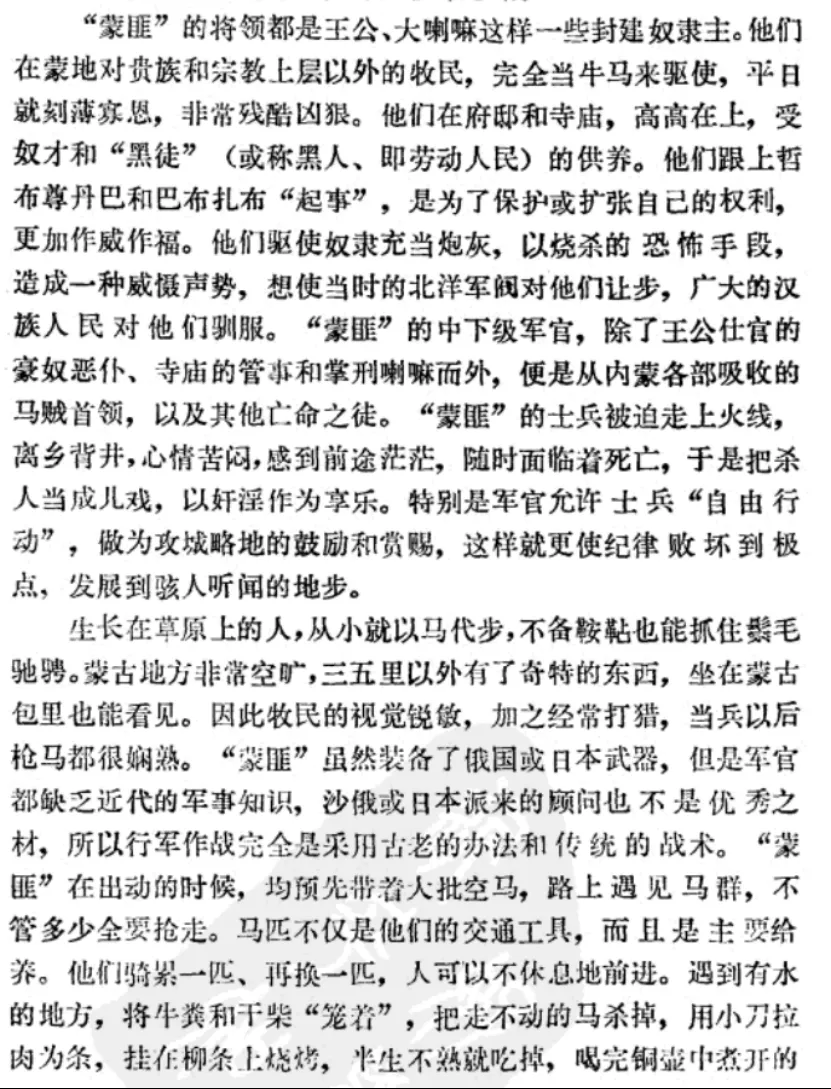 “蒙匪”的将领都是王公、大喇嘛这样一些封建奴隶主。他们
在蒙地对贵族和宗教上层以外的牧民，完全当牛马来驱使，平日
就刻薄寡恩，非常残酷凶狠。他们在府邸和寺庙，高高在上，受
奴才和“黑徒”（或称黑人、即劳动人民）的供养。他们跟上哲
布尊丹巴和巴布扎布“起事”，是为了保护或扩张自己的权利，
更加作威作福。他们驱使奴隶充当炮灰，以烧杀的恐怖手段，
造成一种威慑声势，想使当时的北洋军阀对他们让步，广大的汉
族人民对他们驯服。“蒙匪”的中下级军官，除了王公仕官的
豪奴恶仆、寺庙的管事和掌刑喇嘛而外，便是从内蒙各部吸收的
马贼首领，以及其他亡命之徒。“蒙匪”的士兵被迫走上火线，
离乡背井，心情苦闷，感到前途茫茫，随时面临着死亡，于是把杀
人当成儿戏，以奸淫作为享乐。特别是军官允许士兵“自由行
动”，做为攻城略地的鼓励和赏赐，这样就更使纪律败坏到极
点，发展到骇人听闻的地步。
生长在草原上的人，从小就以马代步，不备鞍鞊也能抓住鬃毛
驰骋。蒙古地方非常空旷，三五里以外有了奇特的东西，坐在蒙古
包里也能看见。因此牧民的视觉锐敏，加之经常打猎，当兵以后
枪马都很娴熟。“蒙匪”虽然装备了俄国或日本武器，但是军官
都缺乏近代的军事知识，沙俄或日本派来的顾问也不是优秀之
材，所以行军作战完全是采用古老的办法和传统的战术。“蒙
匪”在出动的时候，均预先带着大批空马，路上遇见马群，不
管多少全要抢走。马匹不仅是他们的交通工具，而且是主要给
养。他们骑累一匹、再换一匹，人可以不休息地前进。遇到有水
的地方，将牛粪和干柴“笼着”，把走不动的马杀掉，用小刀拉
肉为条，挂在柳条上烧烤，半生不熟就吃掉，喝完铜壶中煮开的